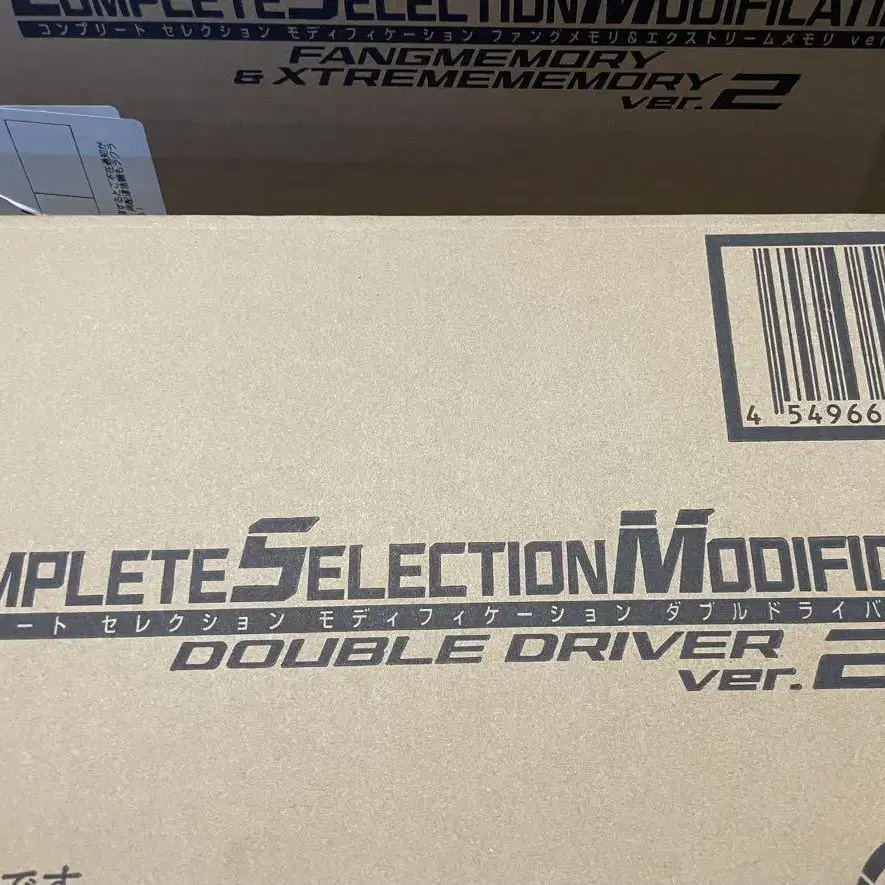 COMPLETE SELECTION MODIFICATI
コンプリート セレクション モディフィケーション ファングメモリ&エクストリームメモリ ver
FANGMEMORY
& XTREMEMEMORY
ver.2
4 54966
MPLETE SELECTION MODIFIC
ート セレクション モディフィケーション ダブルドライバ
DOUBLE DRIVER
ver.2
です